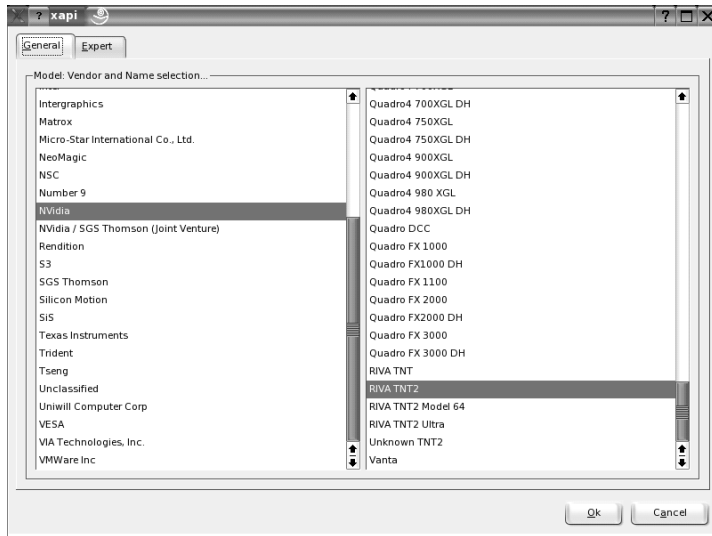 ? xapi
?
General
Expert
Model: Vendor and Name selection...
Intergraphics
Matrox
Micro-Star International Co., Ltd.
NeoMagic
NSC
Number 9
NVidia
NVidia / SGS Thomson (Joint Venture)
Rendition
S3
SGS Thomson
Silicon Motion
SiS
Texas Instruments
Trident
Tseng
Unclassified
Uniwill Computer Corp
VESA
VIA Technologies, Inc.
VMWare Inc
Quadro4 700XGL DH
Quadro4 750XGL
Quadro4 750XGL DH
Quadro4 900XGL
Quadro4 900XGL DH
Quadro4 980 XGL
Quadro4 980XGL DH
Quadro DCC
Quadro FX 1000
Quadro FX1000 DH
Quadro FX 1100
Quadro FX 2000
Quadro FX2000 DH
Quadro FX 3000
Quadro FX 3000 DH
RIVA TNT
RIVA TNT2
RIVA TNT2 Model 64
RIVA TNT2 Ultra
Unknown TNT2
Vanta
Ok
Cancel